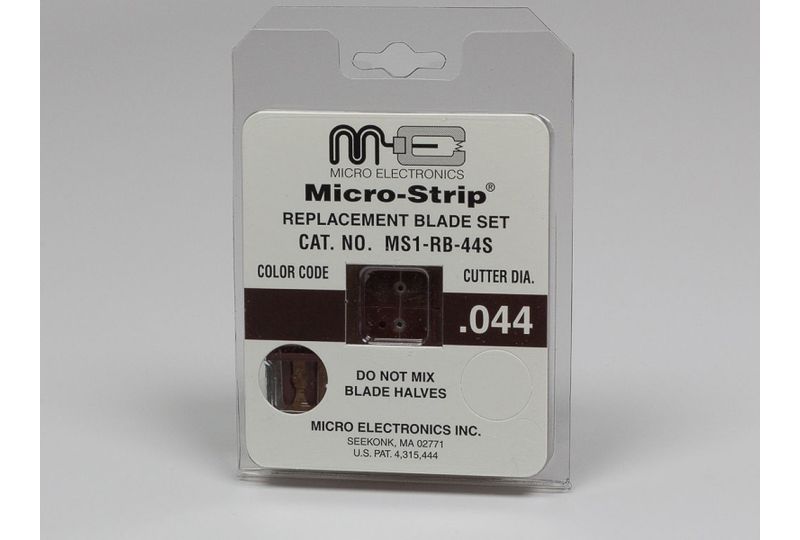 ME
MICRO ELECTRONICS
Micro-Strip®
REPLACEMENT BLADE SET
CAT. NO. MS1-RB-44S
COLOR CODE
CUTTER DIA.
.044
DO NOT MIX
BLADE HALVES
MICRO ELECTRONICS INC.
SEEKONK, MA 02771
U.S. PAT. 4,315,444